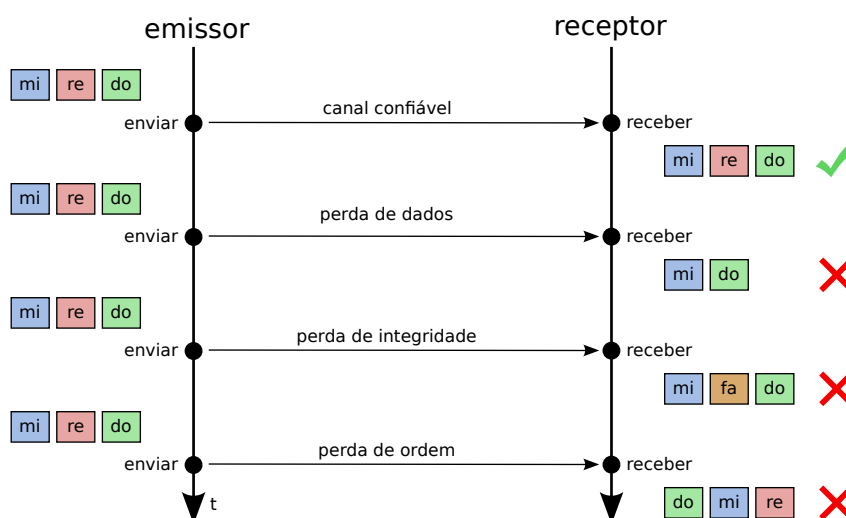 emissor receptor
mi re do
canal confiável
enviar receber
mi re do
mi re do
perda de dados
enviar receber
mi do
mi re do
perda de integridade
enviar receber
mi fa do
mi re do
perda de ordem
enviar receber
t
do mi re